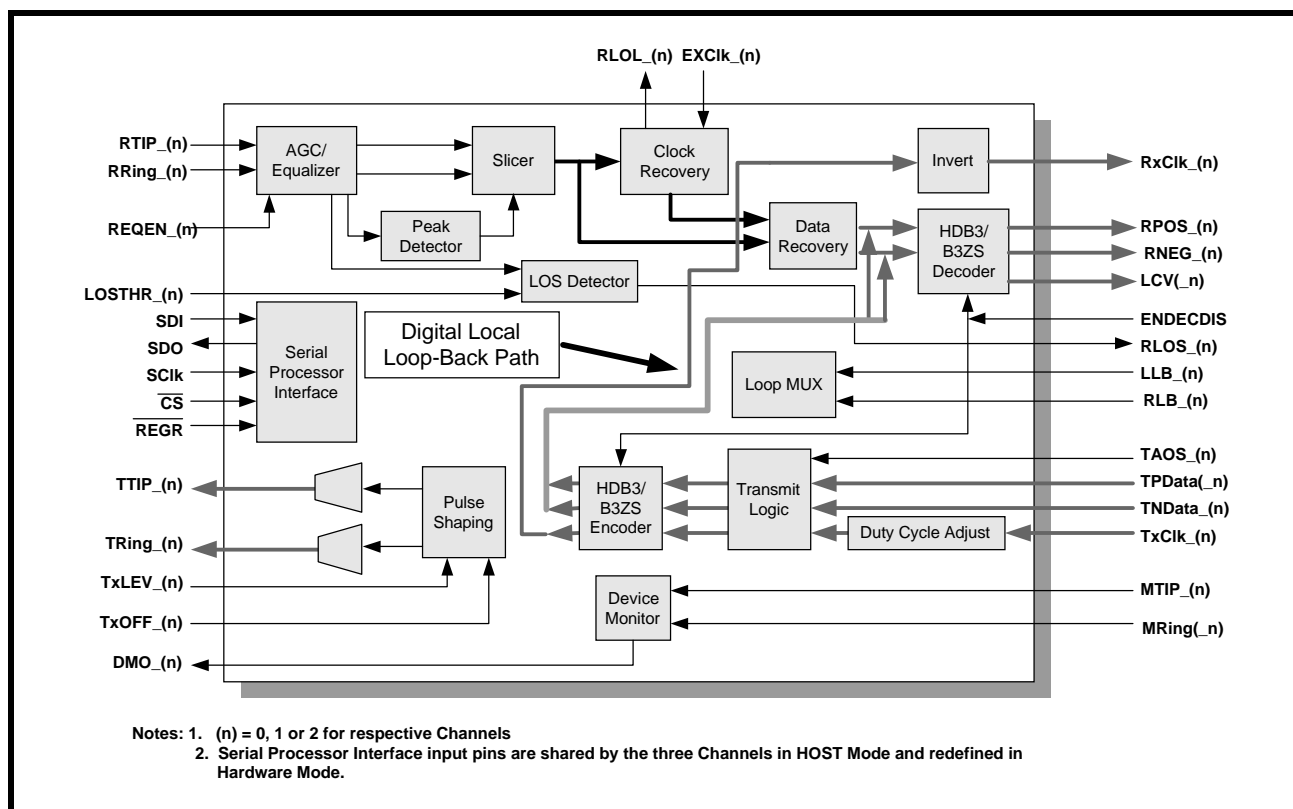 RLOL_(n) EXClk_(n)
RTIP_(n)
RRing_(n)
REQEN_(n)
LOSTHR_(n)
SDI
SDO
SClk
CS
REGR
TTIP_(n)
TRing_(n)
TxLEV_(n)
TxOFF_(n)
DMO_(n)
AGC/
Equalizer
Slicer
Clock
Recovery
Invert
Peak
Detector
Data
Recovery
HDB3/
B3ZS
Decoder
LOS Detector
Serial
Processor
Interface
Digital Local
Loop-Back Path
Loop MUX
HDB3/
B3ZS
Encoder
Transmit
Logic
Pulse
Shaping
Duty Cycle Adjust
Device
Monitor
RxClk_(n)
RPOS_(n)
RNEG_(n)
LCV(_n)
ENDECDIS
RLOS_(n)
LLB_(n)
RLB_(n)
TAOS_(n)
TPData(_n)
TNData_(n)
TxClk_(n)
MTIP_(n)
MRing(_n)
Notes: 1. (n) = 0, 1 or 2 for respective Channels
2. Serial Processor Interface input pins are shared by the three Channels in HOST Mode and redefined in
Hardware Mode.